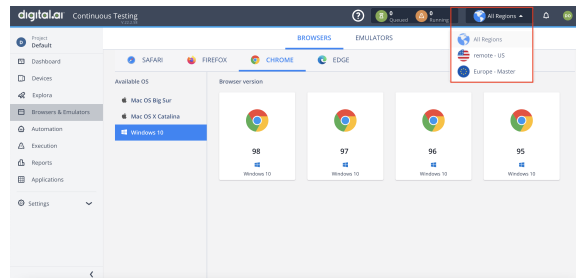 digital.ai Continuous Testing
0 Queued
0 Running
All Regions
All Regions
remote - US
Europe - Master
Project
Default
BROWSERS
EMULATORS
Dashboard
Devices
Explora
Browsers & Emulators
Automation
Execution
Reports
Applications
Settings
SAFARI
FIREFOX
CHROME
EDGE
Available OS
Mac OS Big Sur
Mac OS X Catalina
Windows 10
Browser version
98
Windows 10
97
Windows 10
96
Windows 10
95
Windows 10